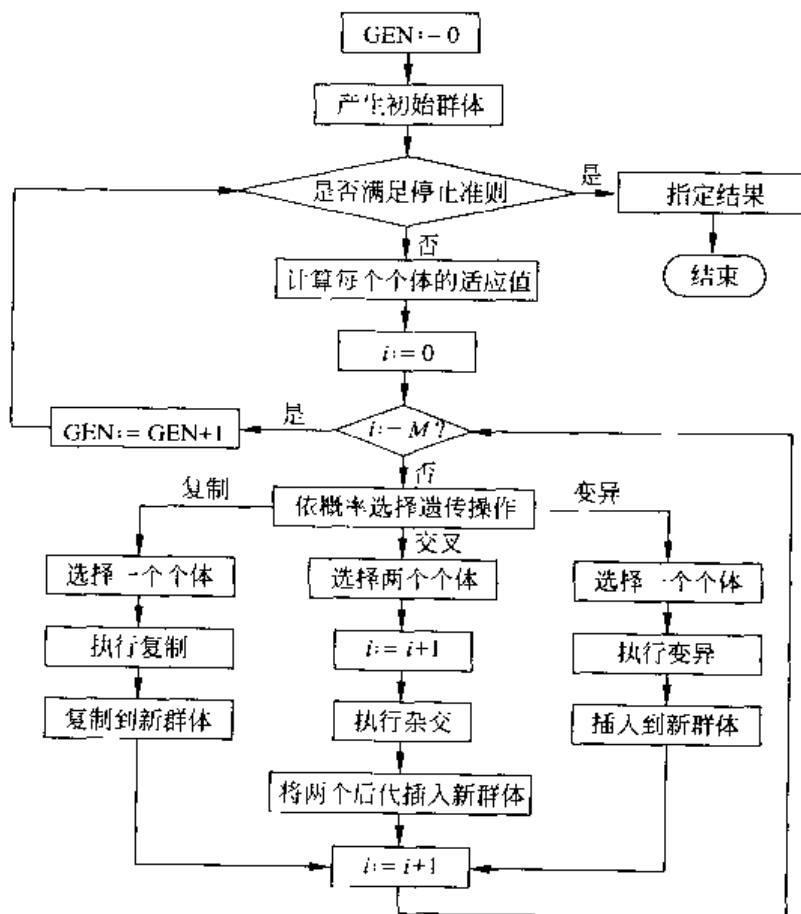 GEN:-0
产生初始群体
是否满足停止准则
是
指定结果
否
结束
计算每个个体的适应值
i:=0
是
GEN:=GEN+1
i:-M?
否
复制
依概率选择遗传操作
变异
交叉
选择一个个体
选择两个个体
选择一个个体
执行复制
i:=i+1
执行变异
复制到新群体
执行杂交
插入到新群体
将两个后代插入新群体
i:=i+1